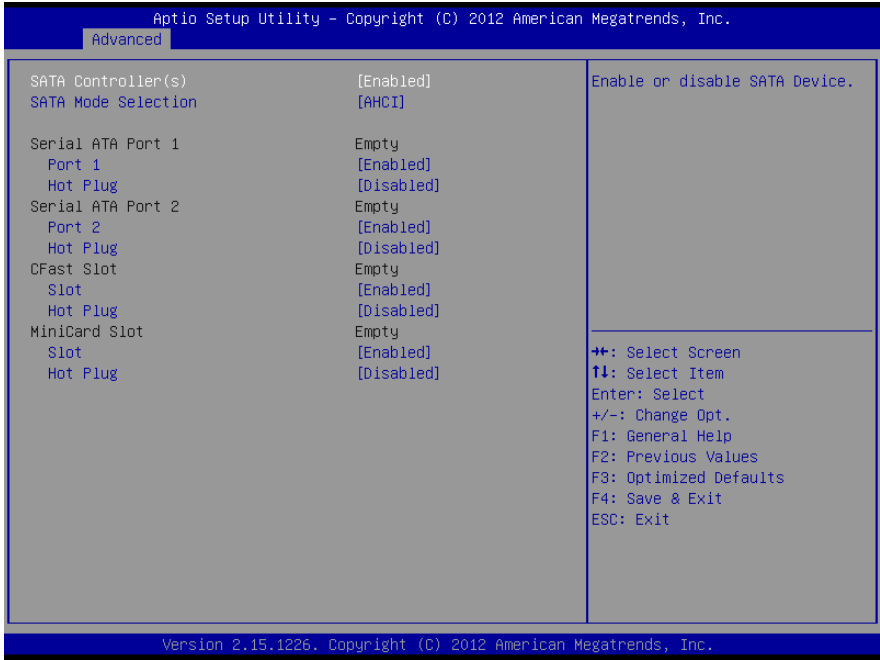 Aptio Setup Utility – Copyright (C) 2012 American Megatrends, Inc.
Advanced
SATA Controller(s) [Enabled]
SATA Mode Selection [AHCI]
Serial ATA Port 1 Empty
Port 1 [Enabled]
Hot Plug [Disabled]
Serial ATA Port 2 Empty
Port 2 [Enabled]
Hot Plug [Disabled]
CFast Slot Empty
Slot [Enabled]
Hot Plug [Disabled]
MiniCard Slot Empty
Slot [Enabled]
Hot Plug [Disabled]
Enable or disable SATA Device.
→←: Select Screen
↑↓: Select Item
Enter: Select
+/-: Change Opt.
F1: General Help
F2: Previous Values
F3: Optimized Defaults
F4: Save & Exit
ESC: Exit
Version 2.15.1226. Copyright (C) 2012 American Megatrends, Inc.